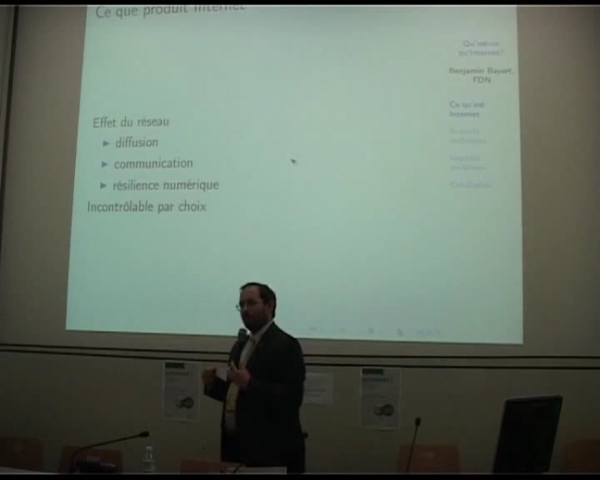 Ce que produit Internet
Qu'est-ce
qu'Internet?
Benjamin Bayart,
FDN
Ce qu'est
Internet
Effet du réseau
▶ diffusion
▶ communication
▶ résilience numérique
Incontrôlable par choix